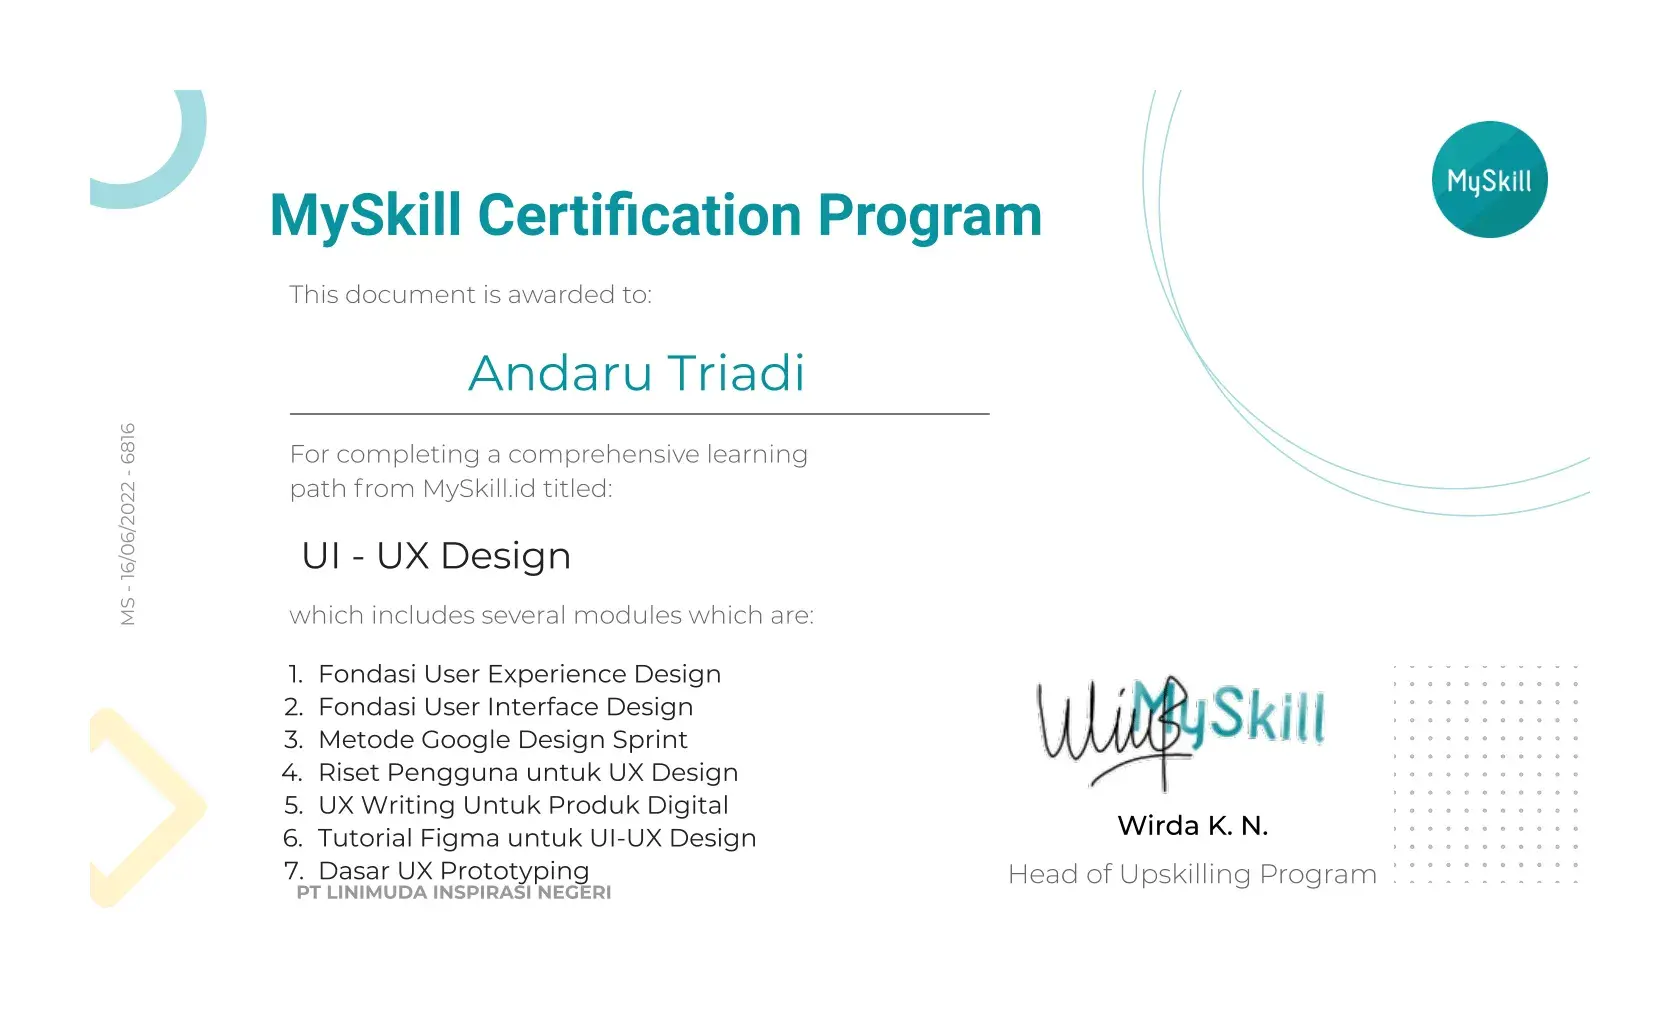 MySkill
MySkill Certification Program
This document is awarded to:
Andaru Triadi
For completing a comprehensive learning
path from MySkill.id titled:
MS - 16/06/2022 - 6816
UI - UX Design
which includes several modules which are:
1. Fondasi User Experience Design
2. Fondasi User Interface Design
3. Metode Google Design Sprint
4. Riset Pengguna untuk UX Design
5. UX Writing Untuk Produk Digital
6. Tutorial Figma untuk UI-UX Design
7. Dasar UX Prototyping
PT LINIMUDA INSPIRASI NEGERI
MySkill
Wirda K. N.
Head of Upskilling Program